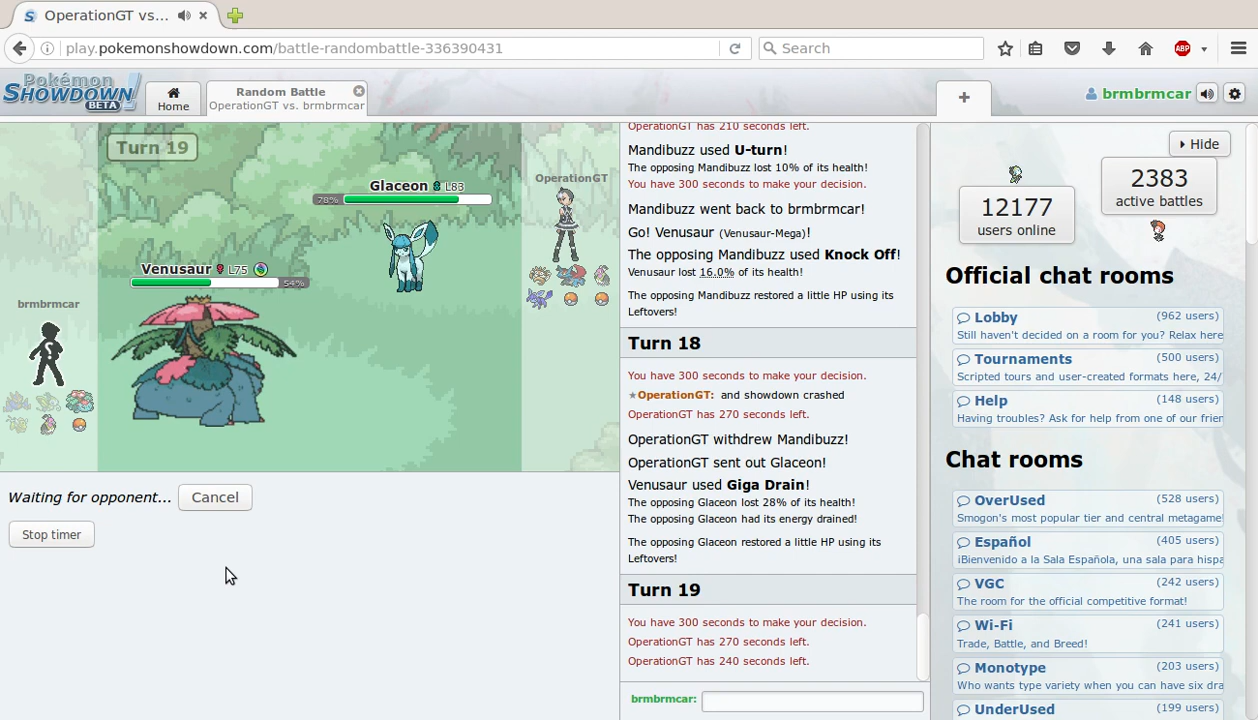 OperationGT vs...
play.pokemonshowdown.com/battle-randombattle-336390431
Search
ABP
Pokémon
SHOWDOWN!
BETA
Home
Random Battle
OperationGT vs. brmbrmcar
+
brmbrmcar
Turn 19
Glaceon L83
78%
Venusaur L75
54%
brmbrmcar
OperationGT
Waiting for opponent... Cancel
Stop timer
OperationGT has 210 seconds left.
Mandibuzz used U-turn!
The opposing Mandibuzz lost 10% of its health!
You have 300 seconds to make your decision.
Mandibuzz went back to brmbrmcar!
Go! Venusaur (Venusaur-Mega)!
The opposing Mandibuzz used Knock Off!
Venusaur lost 16.0% of its health!
The opposing Mandibuzz restored a little HP using its
Leftovers!
Turn 18
You have 300 seconds to make your decision.
★OperationGT: and showdown crashed
OperationGT has 270 seconds left.
OperationGT withdrew Mandibuzz!
OperationGT sent out Glaceon!
Venusaur used Giga Drain!
The opposing Glaceon lost 28% of its health!
The opposing Glaceon had its energy drained!
The opposing Glaceon restored a little HP using its
Leftovers!
Turn 19
You have 300 seconds to make your decision.
OperationGT has 270 seconds left.
OperationGT has 240 seconds left.
brmbrmcar:
Hide
12177
users online
2383
active battles
Official chat rooms
Lobby (962 users)
Still haven't decided on a room for you? Relax here
Tournaments (500 users)
Scripted tours and user-created formats here, 24/7
Help (148 users)
Having troubles? Ask for help from one of our frien
Chat rooms
OverUsed (528 users)
Smogon's most popular tier and central metagame!
Español (405 users)
¡Bienvenido a la Sala Española, una sala para hispa
VGC (242 users)
The room for the official competitive format!
Wi-Fi (241 users)
Trade, Battle, and Breed!
Monotype (203 users)
Who wants type variety when you can have six dra
UnderUsed (199 users)